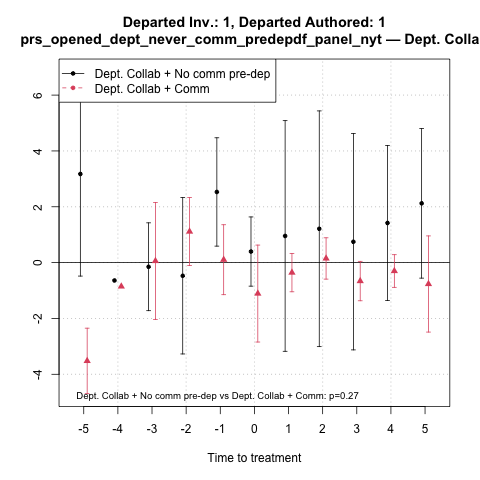 Departed Inv.: 1, Departed Authored: 1
prs_opened_dept_never_comm_predepdf_panel_nyt — Dept. Colla
Dept. Collab + No comm pre-dep
Dept. Collab + Comm
6
4
2
0
-2
-4
Dept. Collab + No comm pre-dep vs Dept. Collab + Comm: p=0.27
-5 -4 -3 -2 -1 0 1 2 3 4 5
Time to treatment